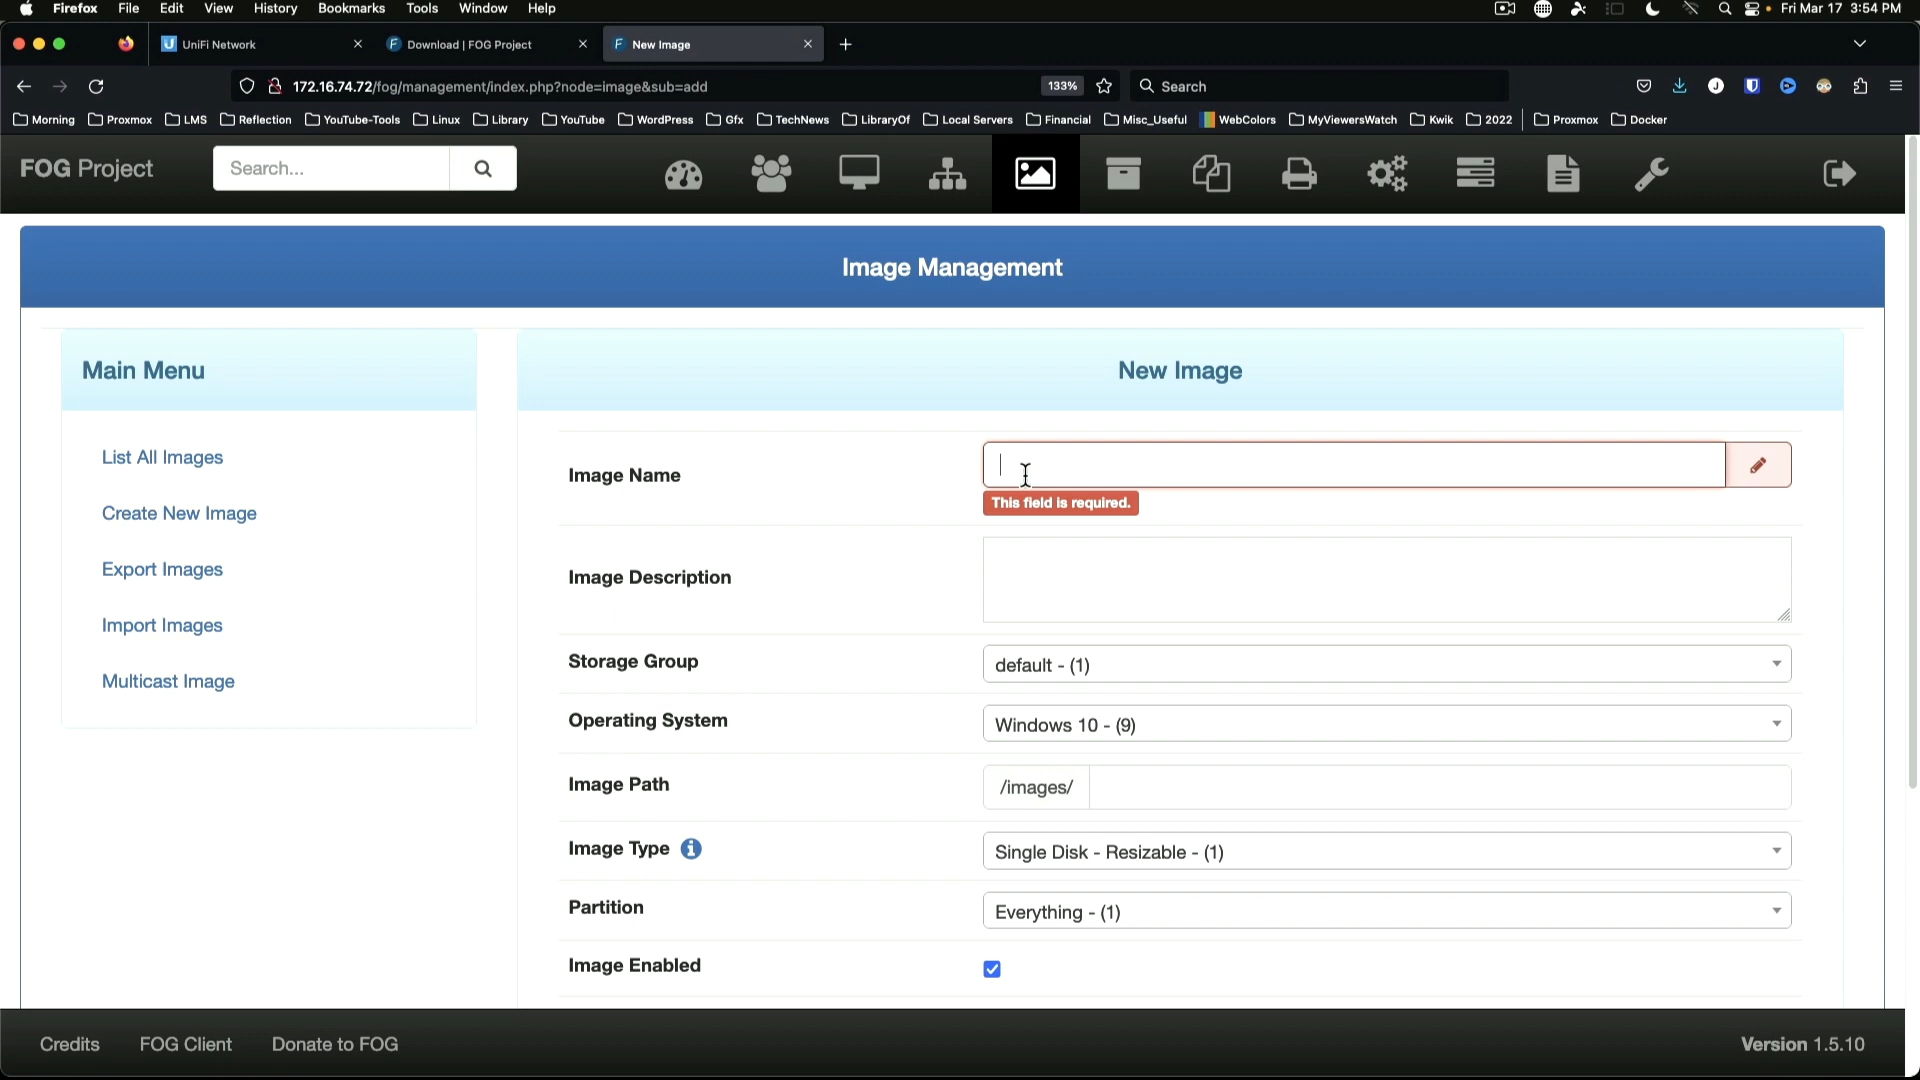 Firefox File Edit View History Bookmarks Tools Window Help Fri Mar 17 3:54 PM
UniFi Network Download | FOG Project New Image
172.16.74.72/fog/management/index.php?node=image&sub=add 133% Search
Morning Proxmox LMS Reflection YouTube-Tools Linux Library YouTube WordPress Gfx TechNews LibraryOf Local Servers Financial Misc_Useful WebColors MyViewersWatch Kwik 2022 Proxmox Docker
FOG Project Search...
Image Management
Main Menu
List All Images
Create New Image
Export Images
Import Images
Multicast Image
New Image
Image Name
This field is required.
Image Description
Storage Group default - (1)
Operating System Windows 10 - (9)
Image Path /images/
Image Type Single Disk - Resizable - (1)
Partition Everything - (1)
Image Enabled
Credits FOG Client Donate to FOG Version 1.5.10